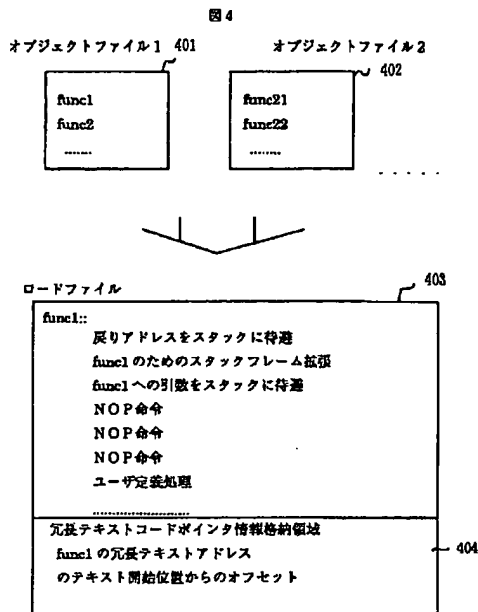 図4
オブジェクトファイル1 401
オブジェクトファイル2
402
func1
func2
.......
func21
func22
........
. . . . .
ロードファイル
403
func1::
戻りアドレスをスタックに待避
func1のためのスタックフレーム拡張
func1への引数をスタックに待避
NOP命令
NOP命令
NOP命令
ユーザ定義処理
........................
冗長テキストコードポインタ情報格納領域
func1の冗長テキストアドレス
404
のテキスト開始位置からのオフセット